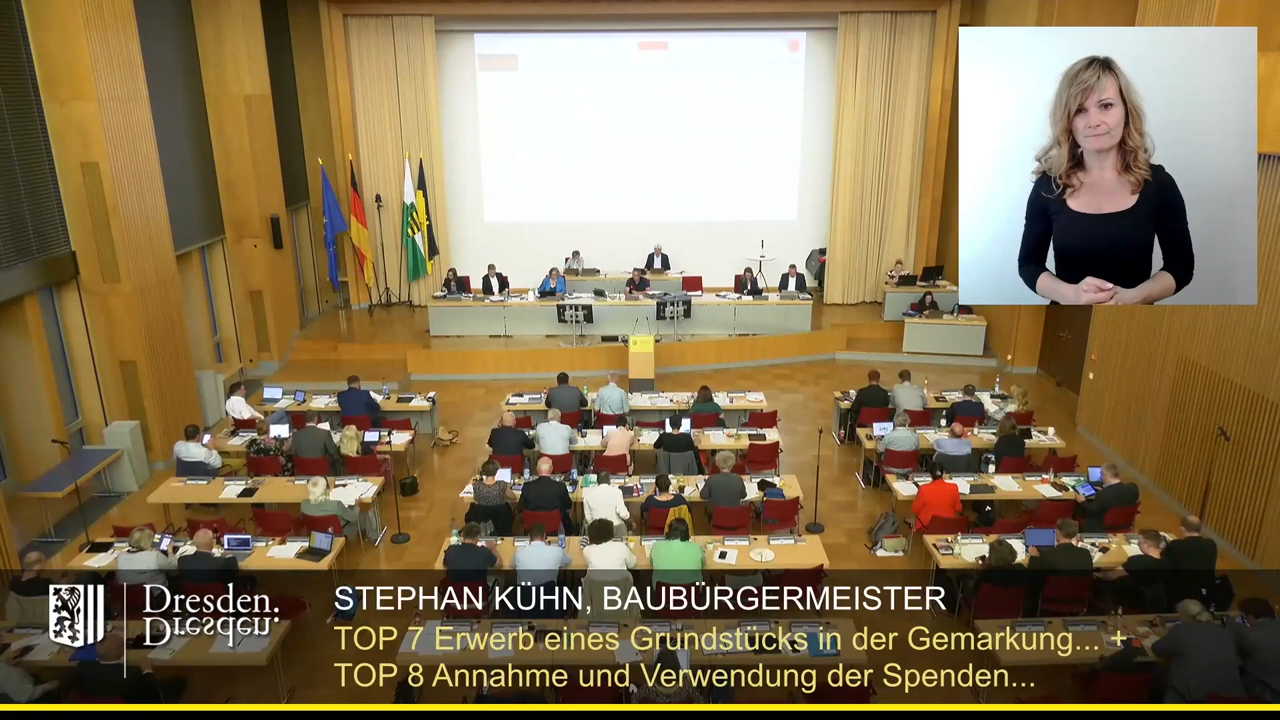 Dresden.
Dresden.
STEPHAN KÜHN, BAUBÜRGERMEISTER
TOP 7 Erwerb eines Grundstücks in der Gemarkung... +
TOP 8 Annahme und Verwendung der Spenden...